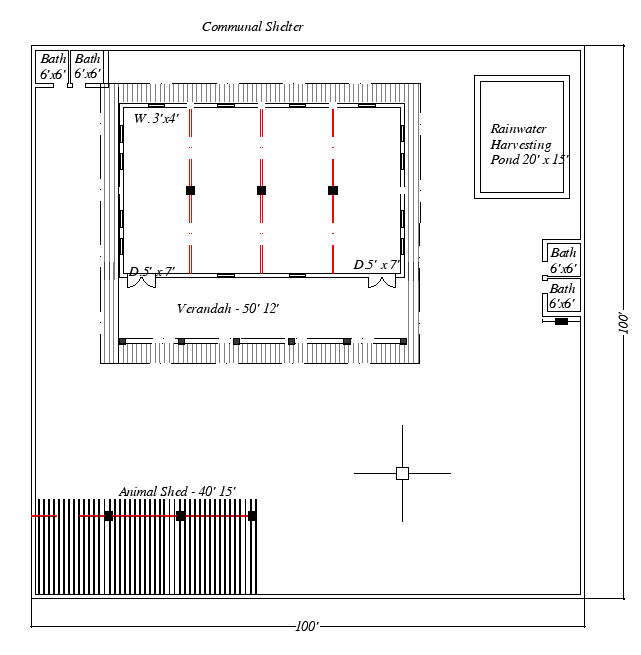 Communal Shelter
Bath
6'x6'
Bath
6'x6'
W. 3'x4'
Rainwater
Harvesting
Pond 20' x 15'
D.5' x 7'
D.5' x 7'
Bath
6'x6'
Bath
6'x6'
Verandah - 50' 12'
100'
Animal Shed - 40' 15'
100'